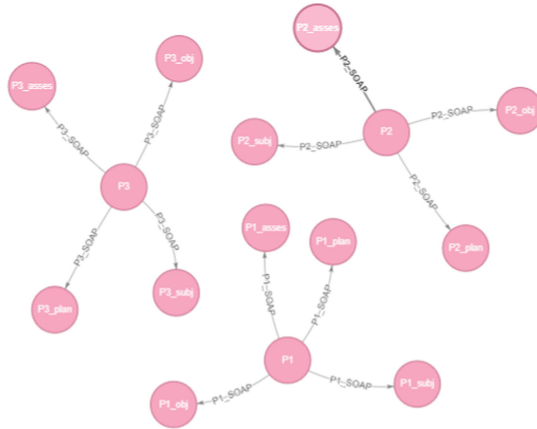 P2_asses
P3_obj
P3_asses
P2_SOAP
P2_obj
P2_SOAP
P3_SOAP
P3_SOAP
P2
P2_subj
P2_SOAP
P3
P2_SOAP
P1_asses
P1_plan
P2_plan
P3_SOAP
P3_SOAP
P3_subj
P3_plan
P1_SOAP
P1_SOAP
P1
P1_SOAP
P1_subj
P1_SOAP
P1_obj